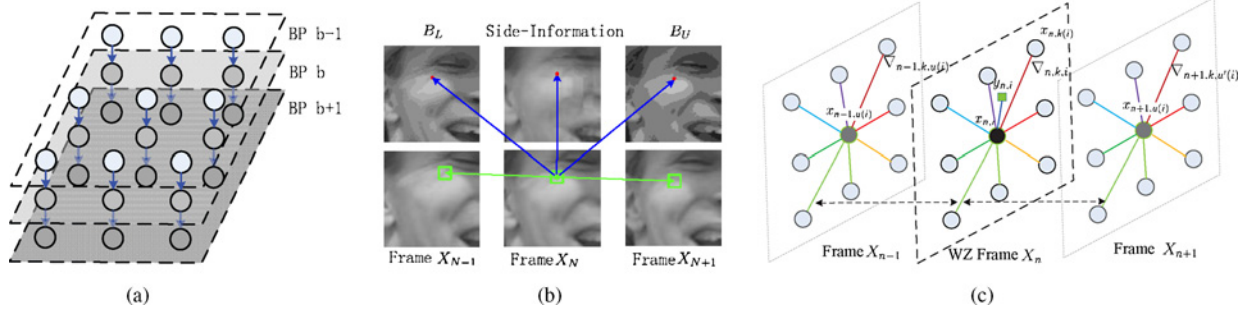 BP b-1
BP b
BP b+1
(a)
B_L Side-Information B_U
Frame X_{N-1} Frame X_N Frame X_{N+1}
(b)
x_{n,k(i)}
∇_{n-1,k,u(i)} ∇_{n,k,i} ∇_{n+1,k,u'(i)}
y_{n,i}
x_{n-1,u(i)} x_{n,i} x_{n+1,u(i)}
Frame X_{n-1} WZ Frame X_n Frame X_{n+1}
(c)